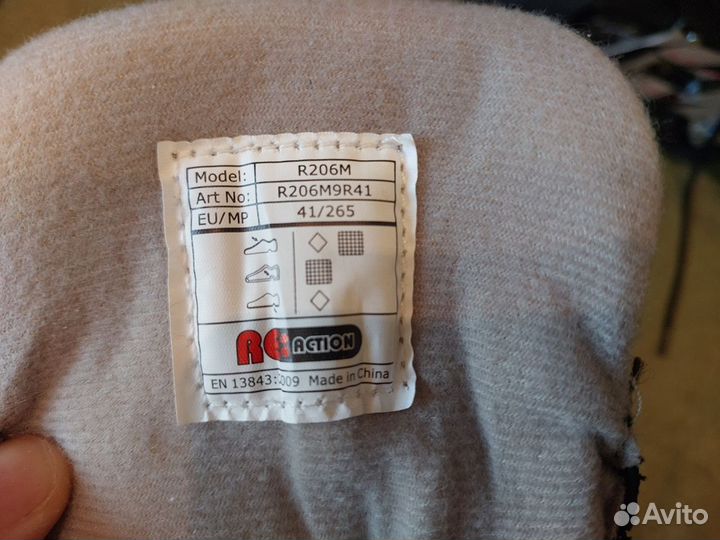 Model: R206M
Art No: R206M9R41
EU/MP 41/265
RE ACTION
EN 13843:2009 Made in China
Avito